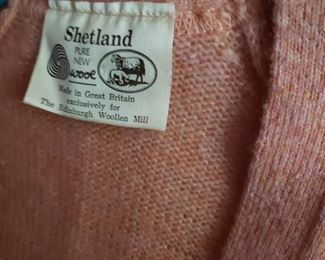 Shetland
PURE
NEW
wool
Made in Great Britain
exclusively for
The Edinburgh Woollen Mill